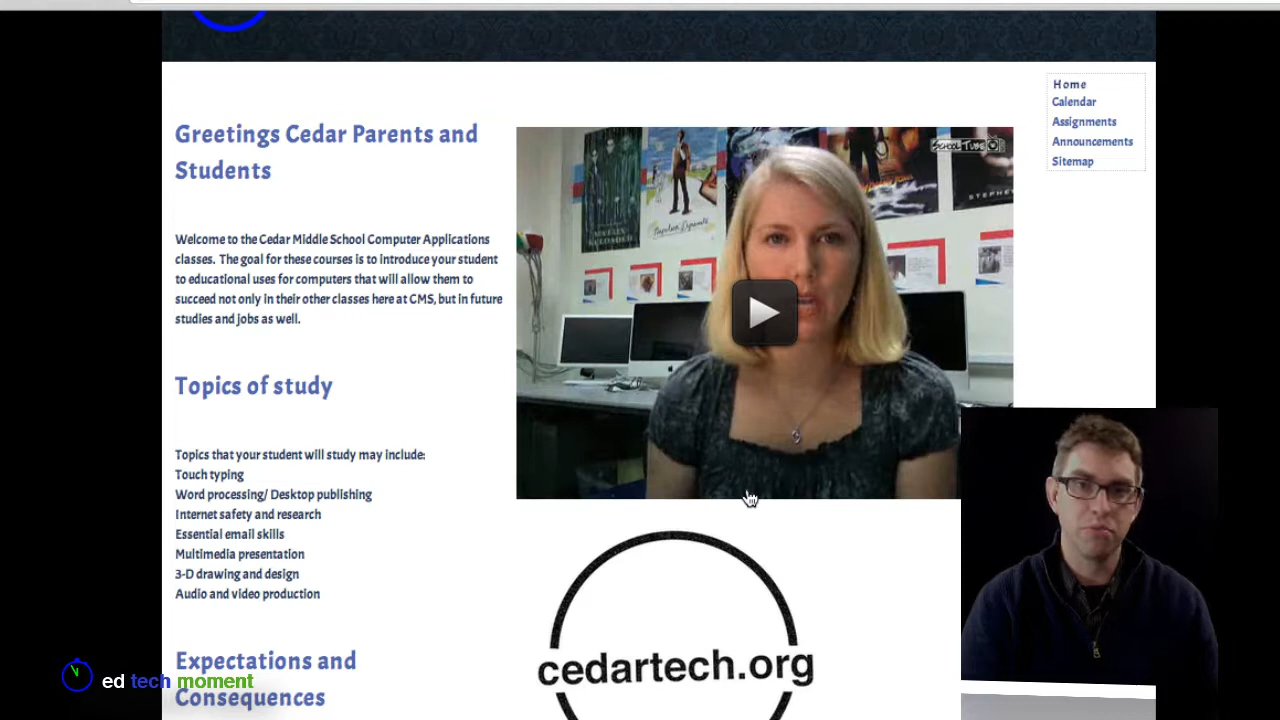 Home
Calendar
Assignments
Announcements
Sitemap
Greetings Cedar Parents and
Students
SCHOOL TUBE
Welcome to the Cedar Middle School Computer Applications
classes. The goal for these courses is to introduce your student
to educational uses for computers that will allow them to
succeed not only in their other classes here at CMS, but in future
studies and jobs as well.
Topics of study
Topics that your student will study may include:
Touch typing
Word processing/ Desktop publishing
Internet safety and research
Essential email skills
Multimedia presentation
3-D drawing and design
Audio and video production
Expectations and
Consequences
cedartech.org
ed tech moment